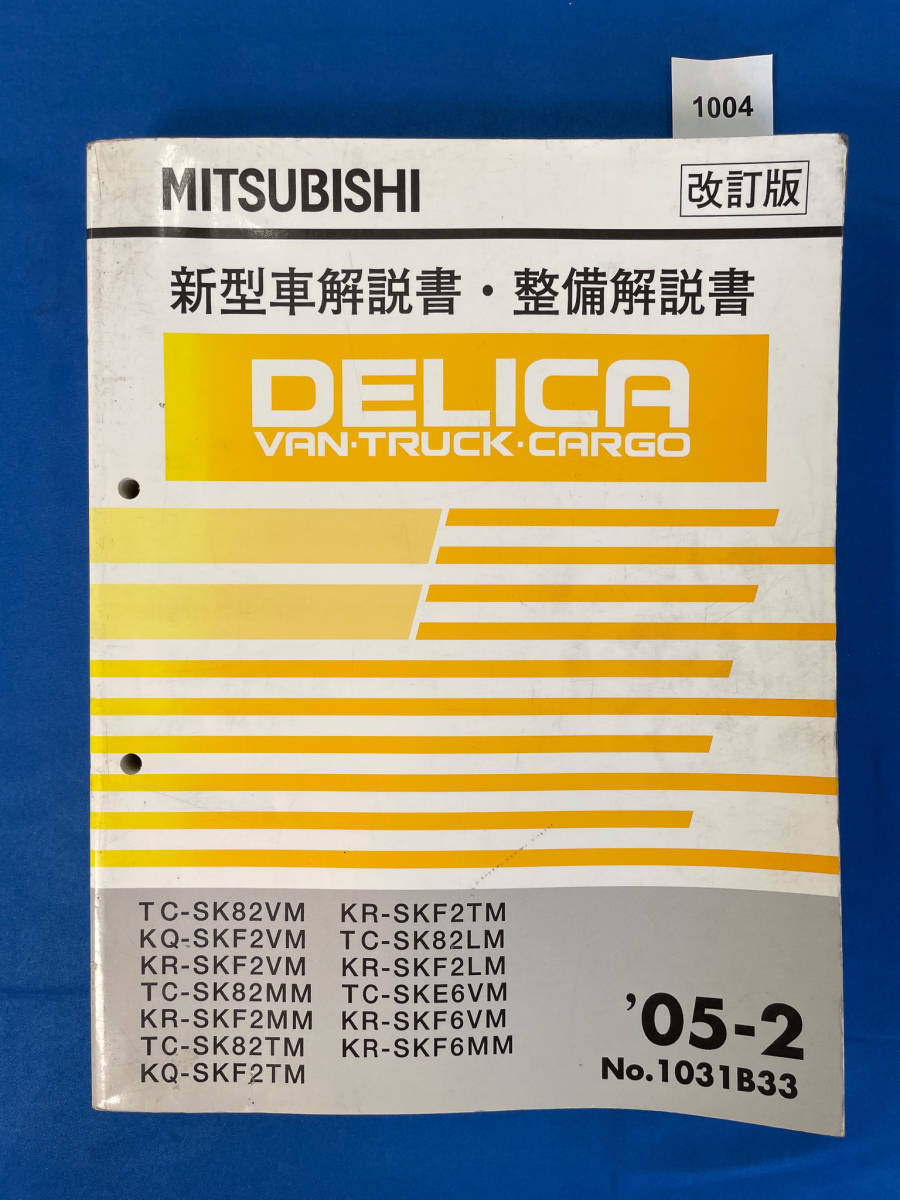 1004
MITSUBISHI
改訂版
新型車解説書・整備解説書
DELICA
VAN・TRUCK・CARGO
TC-SK82VM KR-SKF2TM
KQ-SKF2VM TC-SK82LM
KR-SKF2VM KR-SKF2LM
TC-SK82MM TC-SKE6VM
KR-SKF2MM KR-SKF6VM
TC-SK82TM KR-SKF6MM
KQ-SKF2TM
’05-2
No.1031B33